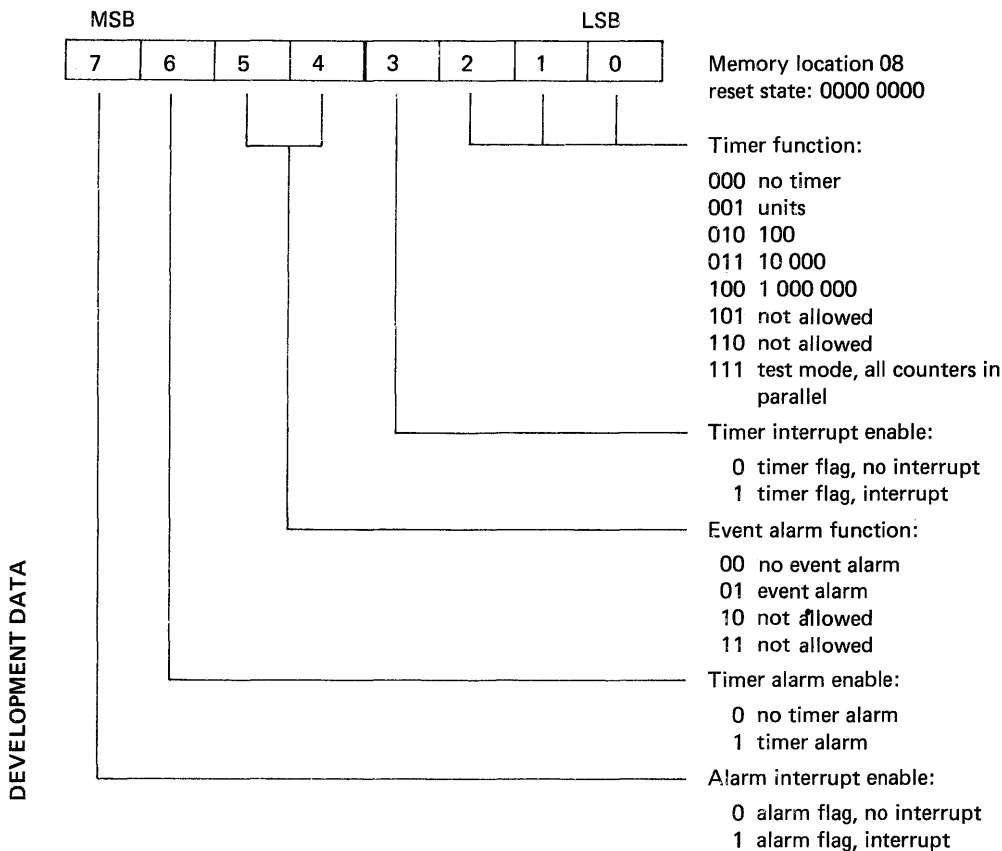 MSB LSB
7 6 5 4 3 2 1 0
Memory location 08
reset state: 0000 0000
Timer function:
000 no timer
001 units
010 100
011 10 000
100 1 000 000
101 not allowed
110 not allowed
111 test mode, all counters in
parallel
Timer interrupt enable:
0 timer flag, no interrupt
1 timer flag, interrupt
Event alarm function:
00 no event alarm
01 event alarm
10 not allowed
11 not allowed
Timer alarm enable:
0 no timer alarm
1 timer alarm
Alarm interrupt enable:
0 alarm flag, no interrupt
1 alarm flag, interrupt
DEVELOPMENT DATA